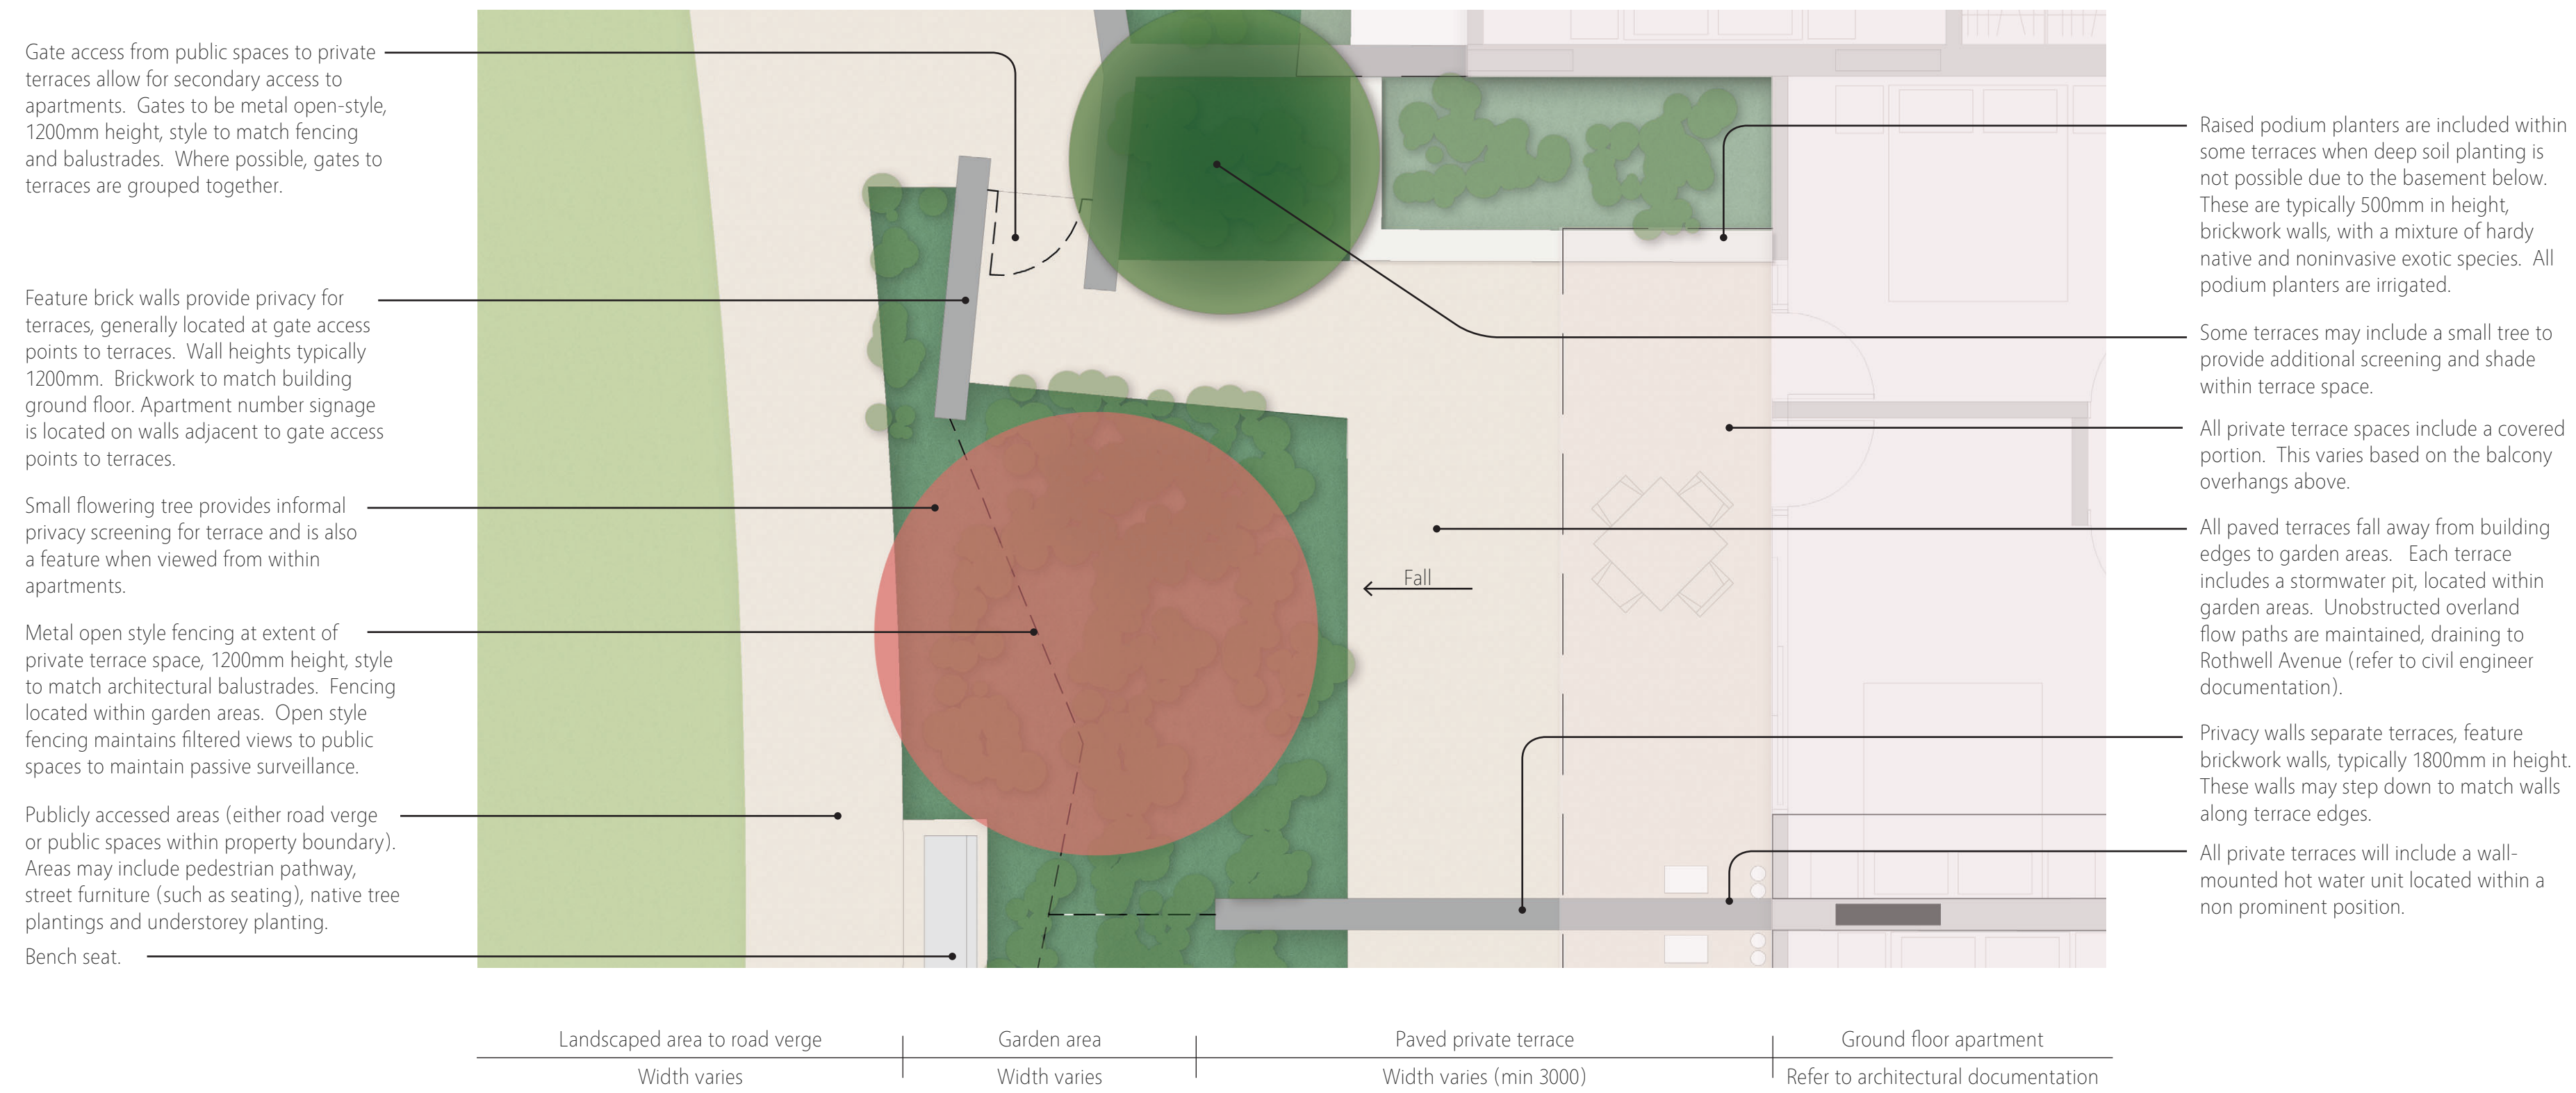 Gate access from public spaces to private
terraces allow for secondary access to
apartments.  Gates to be metal open-style,
1200mm height, style to match fencing
and balustrades.  Where possible, gates to
terraces are grouped together.
Feature brick walls provide privacy for
terraces, generally located at gate access
points to terraces.  Wall heights typically
1200mm.  Brickwork to match building
ground floor. Apartment number signage
is located on walls adjacent to gate access
points to terraces.
Small flowering tree provides informal
privacy screening for terrace and is also
a feature when viewed from within
apartments.
Metal open style fencing at extent of
private terrace space, 1200mm height, style
to match architectural balustrades.  Fencing
located within garden areas.  Open style
fencing maintains filtered views to public
spaces to maintain passive surveillance.
Publicly accessed areas (either road verge
or public spaces within property boundary).
Areas may include pedestrian pathway,
street furniture (such as seating), native tree
plantings and understorey planting.
Bench seat.
Fall
Raised podium planters are included within
some terraces when deep soil planting is
not possible due to the basement below.
These are typically 500mm in height,
brickwork walls, with a mixture of hardy
native and noninvasive exotic species.  All
podium planters are irrigated.
Some terraces may include a small tree to
provide additional screening and shade
within terrace space.
All private terrace spaces include a covered
portion.  This varies based on the balcony
overhangs above.
All paved terraces fall away from building
edges to garden areas.   Each terrace
includes a stormwater pit, located within
garden areas.  Unobstructed overland
flow paths are maintained, draining to
Rothwell Avenue (refer to civil engineer
documentation).
Privacy walls separate terraces, feature
brickwork walls, typically 1800mm in height.
These walls may step down to match walls
along terrace edges.
All private terraces will include a wall-
mounted hot water unit located within a
non prominent position.
Landscaped area to road verge
Garden area
Paved private terrace
Ground floor apartment
Width varies
Width varies
Width varies (min 3000)
Refer to architectural documentation